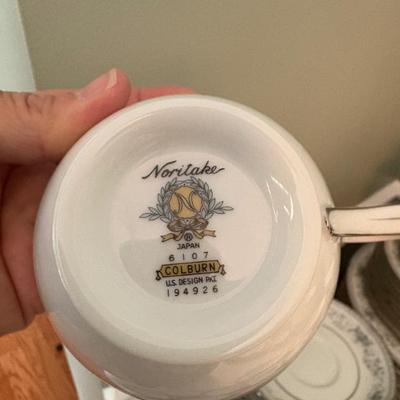 Noritake
N
®
JAPAN
6107
COLBURN
U.S. DESIGN PAT.
194926